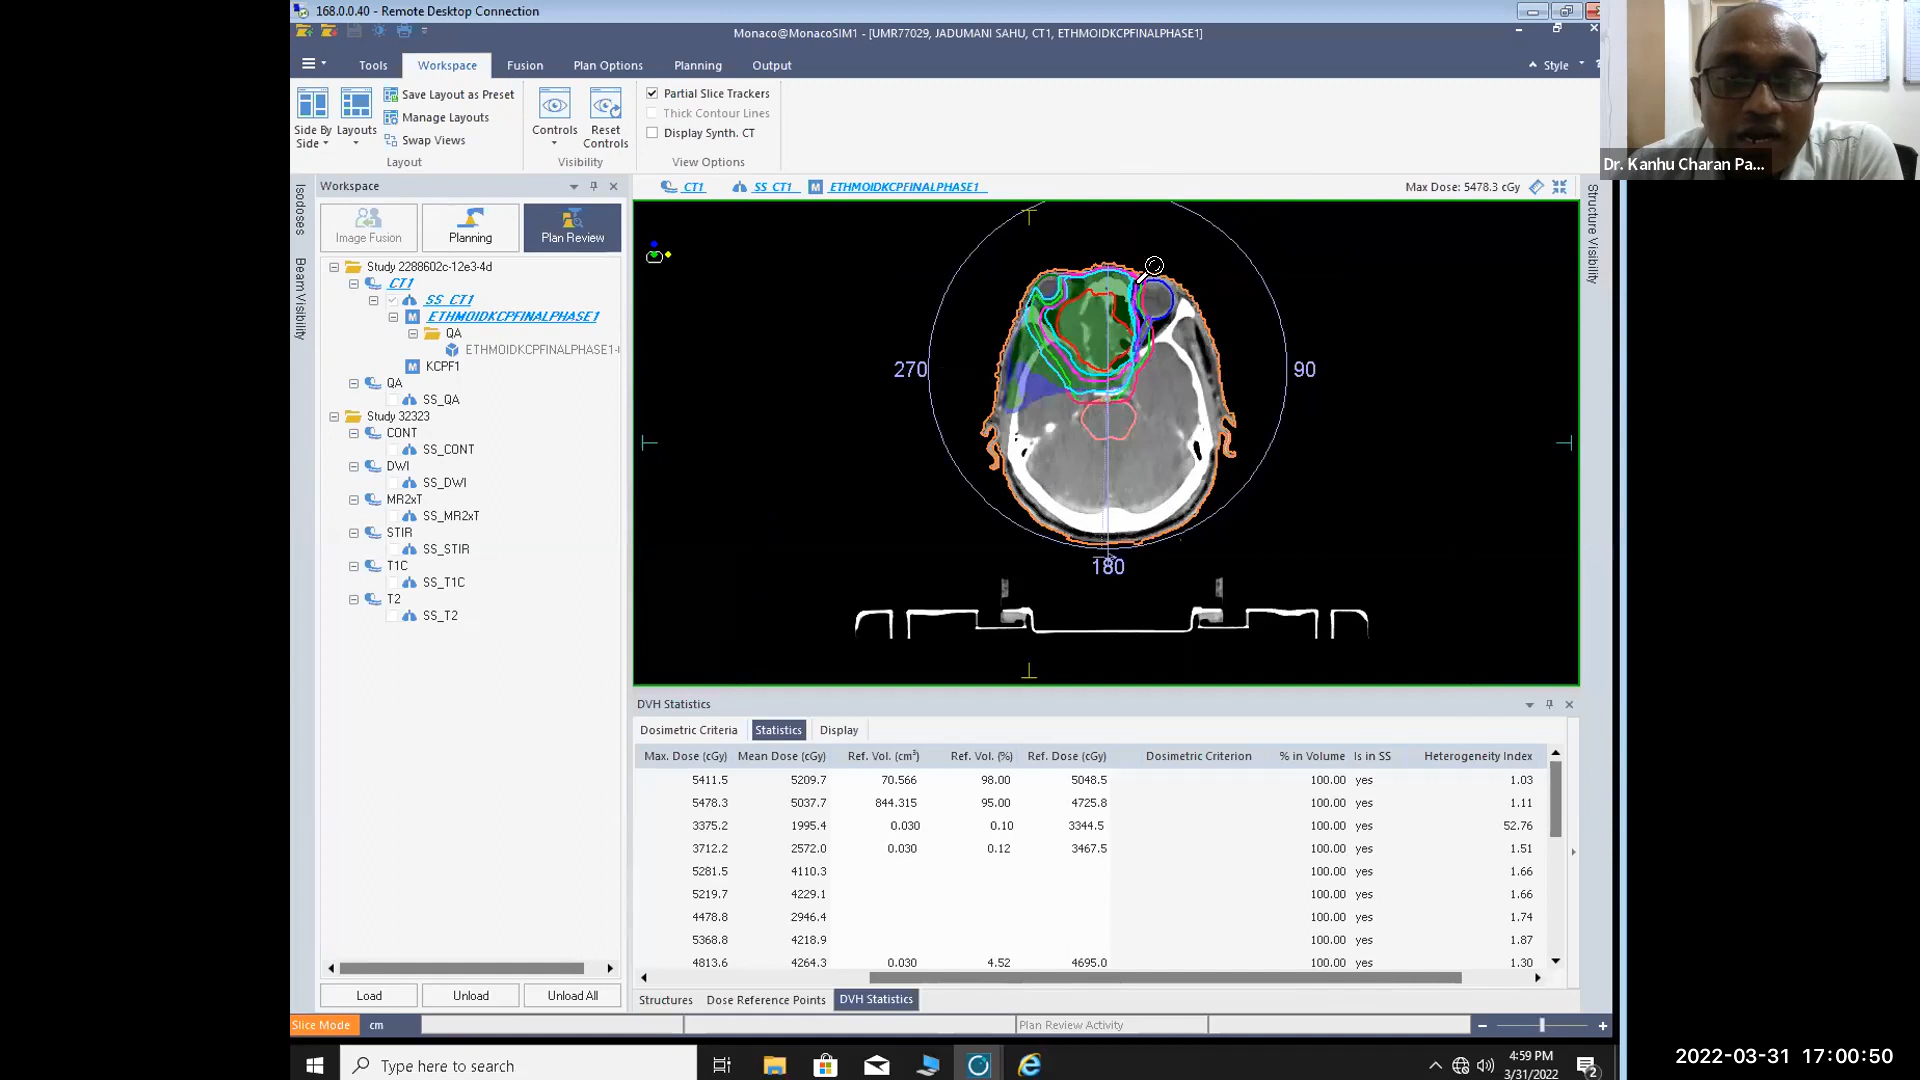 168.0.0.40 - Remote Desktop Connection
Monaco@MonacoSIM1 - [UMR77029, JADUMANI SAHU, CT1, ETHMOIDKCPFINALPHASE1]
Tools Workspace Fusion Plan Options Planning Output Style
Side By Side
Layouts
Save Layout as Preset
Manage Layouts
Swap Views
Layout
Controls
Reset Controls
Visibility
Partial Slice Trackers
Thick Contour Lines
Display Synth. CT
View Options
Dr. Kanhu Charan Pa...
Isodoses
Beam Visibility
Workspace
Image Fusion
Planning
Plan Review
Study 2288602c-12e3-4d
CT1
SS_CT1
ETHMOIDKCPFINALPHASE1
QA
ETHMOIDKCPFINALPHASE1-
KCPF1
QA
SS_QA
Study 32323
CONT
SS_CONT
DWI
SS_DWI
MR2xT
SS_MR2xT
STIR
SS_STIR
T1C
SS_T1C
T2
SS_T2
Load Unload Unload All
CT1 SS_CT1 M ETHMOIDKCPFINALPHASE1 Max Dose: 5478.3 cGy
Structure Visibility
270
90
180
DVH Statistics
Dosimetric Criteria Statistics Display
Max. Dose (cGy) Mean Dose (cGy) Ref. Vol. (cm³) Ref. Vol. (%) Ref. Dose (cGy) Dosimetric Criterion % in Volume Is in SS Heterogeneity Index
5411.5 5209.7 70.566 98.00 5048.5 100.00 yes 1.03
5478.3 5037.7 844.315 95.00 4725.8 100.00 yes 1.11
3375.2 1995.4 0.030 0.10 3344.5 100.00 yes 52.76
3712.2 2572.0 0.030 0.12 3467.5 100.00 yes 1.51
5281.5 4110.3 100.00 yes 1.66
5219.7 4229.1 100.00 yes 1.66
4478.8 2946.4 100.00 yes 1.74
5368.8 4218.9 100.00 yes 1.87
4813.6 4264.3 0.030 4.52 4695.0 100.00 yes 1.30
Structures Dose Reference Points DVH Statistics
Slice Mode cm Plan Review Activity
Type here to search
4:59 PM
3/31/2022
2
2022-03-31 17:00:50